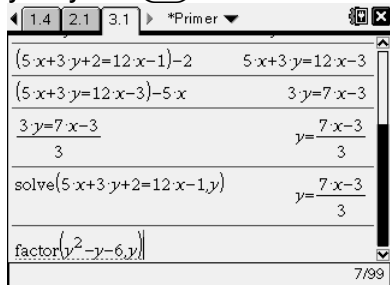 1.4 2.1 3.1 *Primer
(5·x+3·y+2=12·x−1)−2 5·x+3·y=12·x−3
(5·x+3·y=12·x−3)−5·x 3·y=7·x−3
3·y=7·x−3
3 y=7·x−3
3
solve(5·x+3·y+2=12·x−1,y) y=7·x−3
3
factor(y²−y−6,y)
7/99